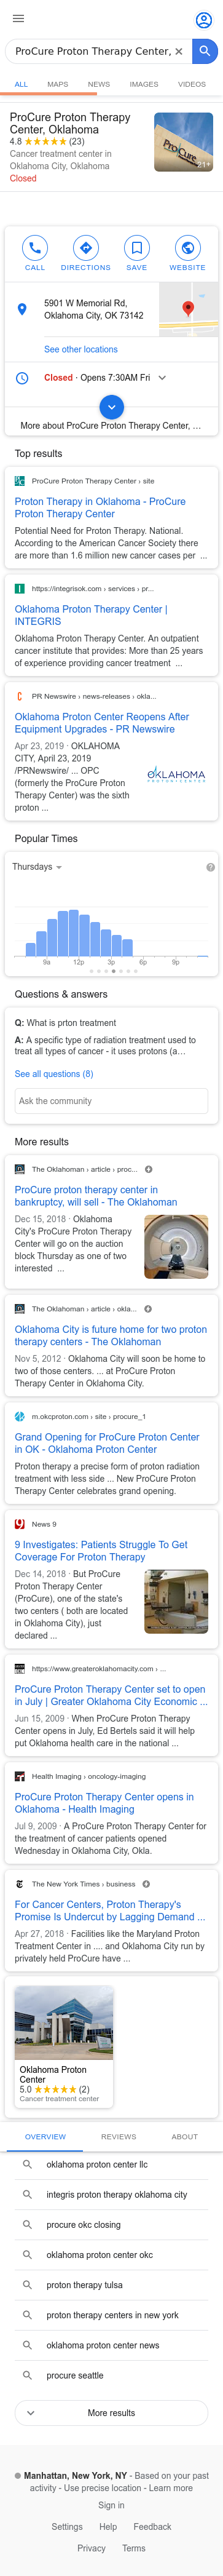 ProCure Proton Therapy Center,
ALL MAPS NEWS IMAGES VIDEOS
ProCure Proton Therapy
Center, Oklahoma
4.8 (23)
Cancer treatment center in
Oklahoma City, Oklahoma
Closed
21+
CALL DIRECTIONS SAVE WEBSITE
5901 W Memorial Rd,
Oklahoma City, OK 73142
See other locations
Closed · Opens 7:30AM Fri
More about ProCure Proton Therapy Center, ...
Top results
ProCure Proton Therapy Center › site
Proton Therapy in Oklahoma - ProCure
Proton Therapy Center
Potential Need for Proton Therapy. National.
According to the American Cancer Society there
are more than 1.6 million new cancer cases per ...
https://integrisok.com › services › pr...
Oklahoma Proton Therapy Center |
INTEGRIS
Oklahoma Proton Therapy Center. An outpatient
care institute that provides: More than 25 years
of experience providing cancer treatment ...
PR Newswire › news-releases › okla...
Oklahoma Proton Center Reopens After
Equipment Upgrades - PR Newswire
Apr 23, 2019 · OKLAHOMA
CITY, April 23, 2019
/PRNewswire/ ... OPC
(formerly the ProCure Proton
Therapy Center) was the sixth
proton ...
OKLAHOMA
PROTON CENTER
Popular Times
Thursdays
9a 12p 3p 6p 9p
Questions & answers
Q: What is prton treatment
A: A specific type of radiation treatment used to
treat all types of cancer - it uses protons (a...
See all questions (8)
Ask the community
More results
The Oklahoman › article › proc...
ProCure proton therapy center in
bankruptcy, will sell - The Oklahoman
Dec 15, 2018 · Oklahoma
City's ProCure Proton Therapy
Center will go on the auction
block Thursday as one of two
interested ...
The Oklahoman › article › okla...
Oklahoma City is future home for two proton
therapy centers - The Oklahoman
Nov 5, 2012 · Oklahoma City will soon be home to
two of those centers. ... at ProCure Proton
Therapy Center in Oklahoma City.
m.okcproton.com › site › procure_1
Grand Opening for ProCure Proton Center
in OK - Oklahoma Proton Center
Proton therapy a precise form of proton radiation
treatment with less side ... New ProCure Proton
Therapy Center celebrates grand opening.
News 9
9 Investigates: Patients Struggle To Get
Coverage For Proton Therapy
Dec 14, 2018 · But ProCure
Proton Therapy Center
(ProCure), one of the state's
two centers ( both are located
in Oklahoma City), just
declared ...
https://www.greateroklahomacity.com › ...
ProCure Proton Therapy Center set to open
in July | Greater Oklahoma City Economic ...
Jun 15, 2009 · When ProCure Proton Therapy
Center opens in July, Ed Bertels said it will help
put Oklahoma health care in the national ...
Health Imaging › oncology-imaging
ProCure Proton Therapy Center opens in
Oklahoma - Health Imaging
Jul 9, 2009 · A ProCure Proton Therapy Center for
the treatment of cancer patients opened
Wednesday in Oklahoma City, Okla.
The New York Times › business
For Cancer Centers, Proton Therapy's
Promise Is Undercut by Lagging Demand ...
Apr 27, 2018 · Facilities like the Maryland Proton
Treatment Center in .... and Oklahoma City run by
privately held ProCure have ...
Oklahoma Proton
Center
5.0 (2)
Cancer treatment center
OVERVIEW REVIEWS ABOUT
oklahoma proton center llc
integris proton therapy oklahoma city
procure okc closing
oklahoma proton center okc
proton therapy tulsa
proton therapy centers in new york
oklahoma proton center news
procure seattle
More results
Manhattan, New York, NY - Based on your past
activity - Use precise location - Learn more
Sign in
Settings Help Feedback
Privacy Terms